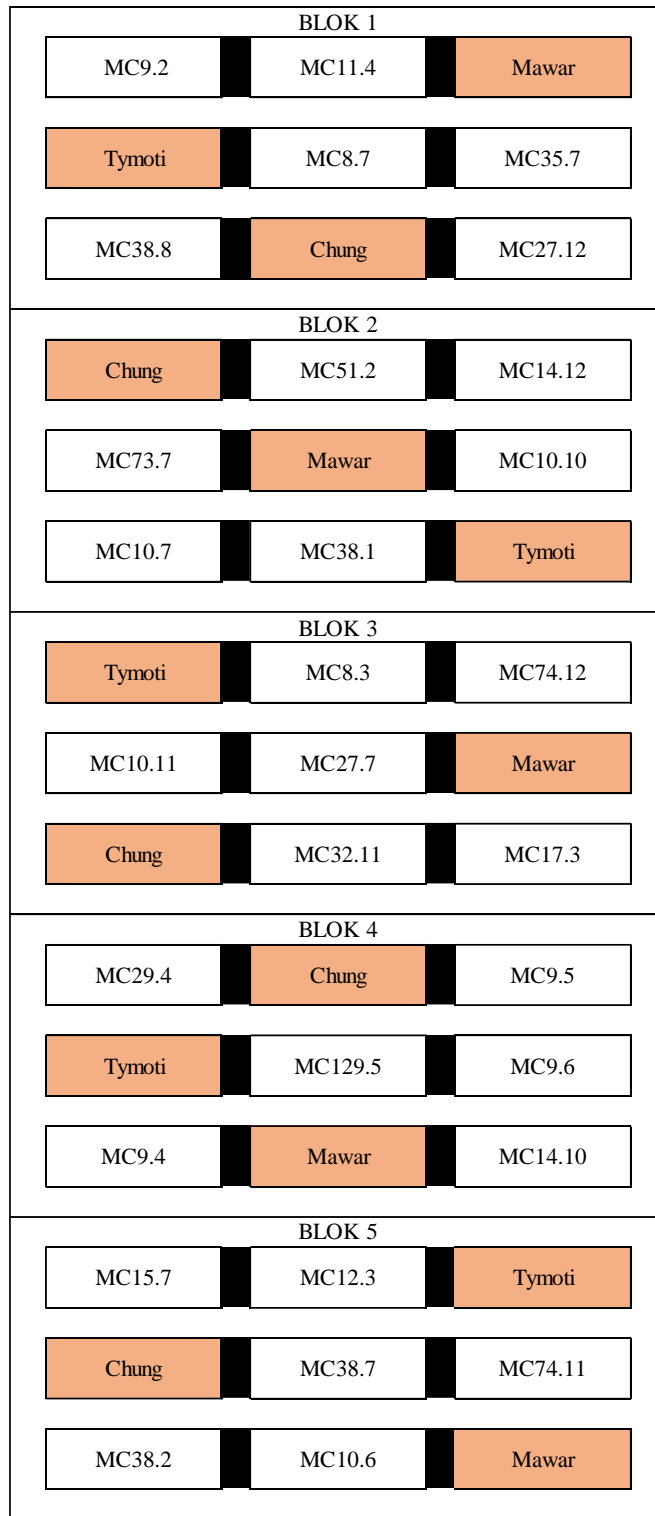 BLOK 1
MC9.2 MC11.4 Mawar
Tymoti MC8.7 MC35.7
MC38.8 Chung MC27.12
BLOK 2
Chung MC51.2 MC14.12
MC73.7 Mawar MC10.10
MC10.7 MC38.1 Tymoti
BLOK 3
Tymoti MC8.3 MC74.12
MC10.11 MC27.7 Mawar
Chung MC32.11 MC17.3
BLOK 4
MC29.4 Chung MC9.5
Tymoti MC129.5 MC9.6
MC9.4 Mawar MC14.10
BLOK 5
MC15.7 MC12.3 Tymoti
Chung MC38.7 MC74.11
MC38.2 MC10.6 Mawar